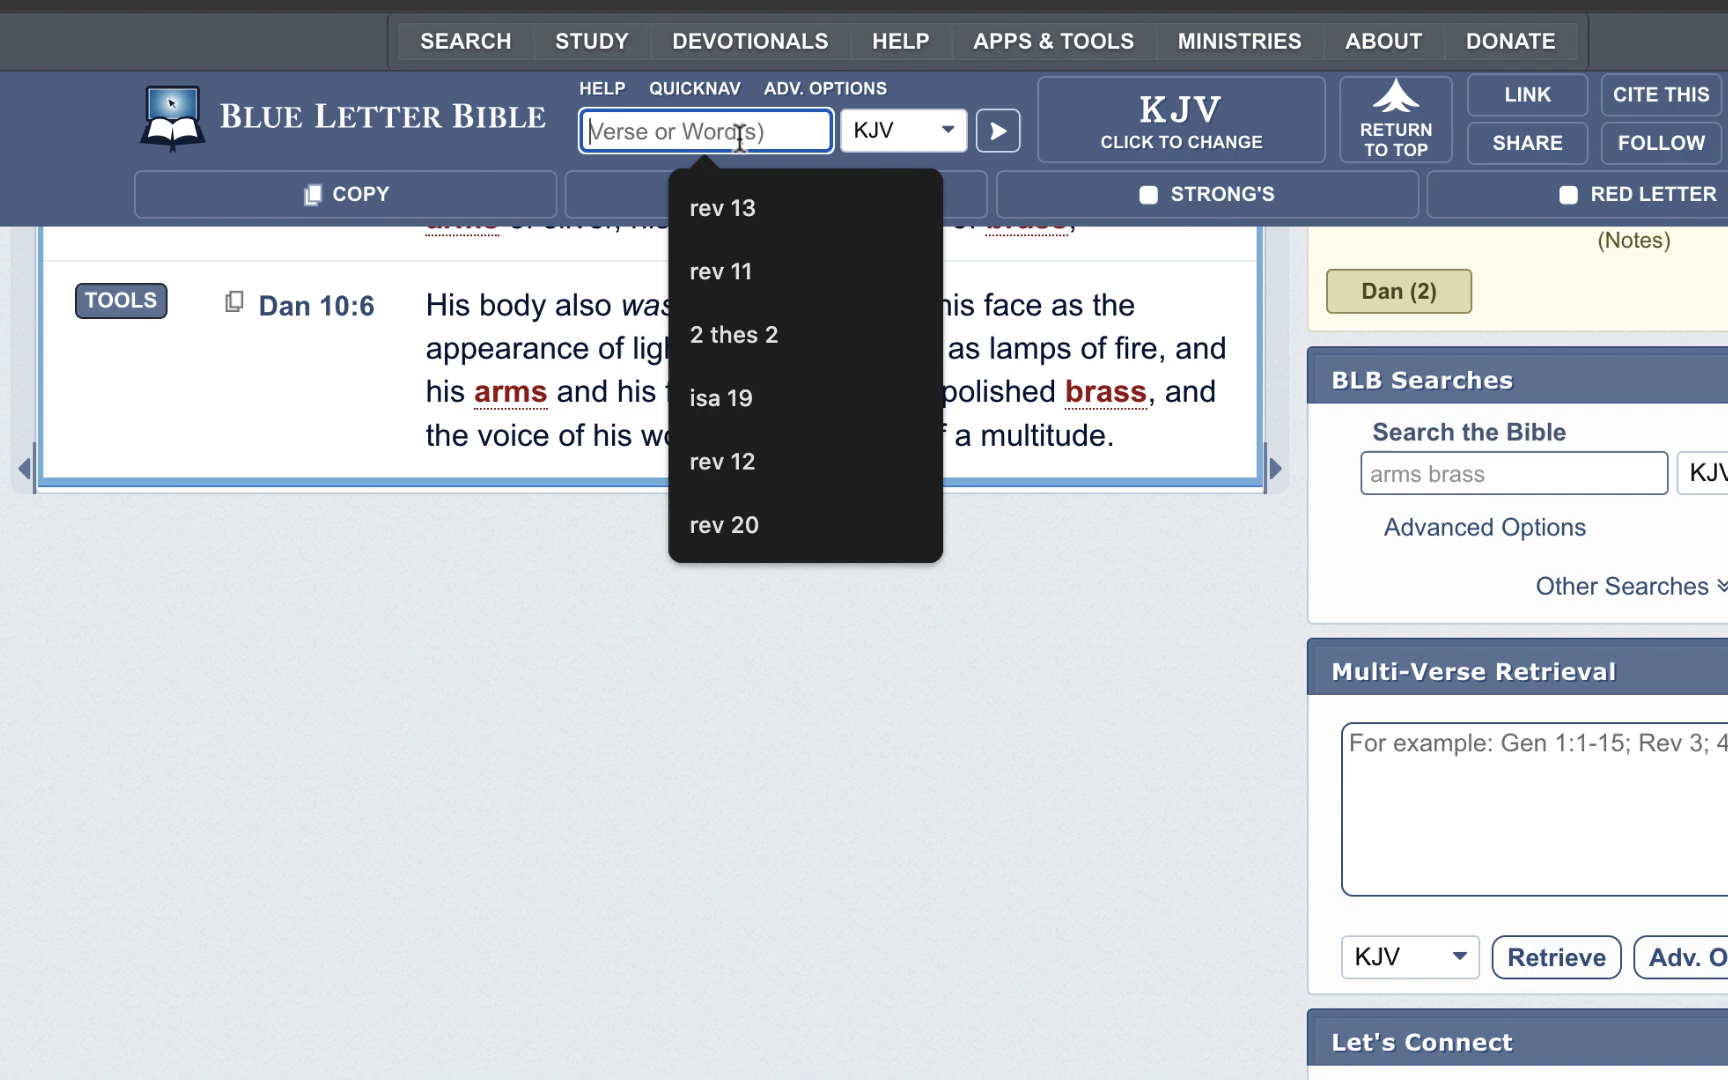 SEARCH STUDY DEVOTIONALS HELP APPS & TOOLS MINISTRIES ABOUT DONATE
HELP QUICKNAV ADV. OPTIONS
BLUE LETTER BIBLE
Verse or Word(s)
KJV
KJV
CLICK TO CHANGE
RETURN
TO TOP
LINK
CITE THIS
SHARE
FOLLOW
COPY
STRONG'S
RED LETTER
rev 13
rev 11
2 thes 2
isa 19
rev 12
rev 20
brass,
TOOLS
Dan 10:6
His body also was his face as the
appearance of as lamps of fire, and
his arms and his polished brass, and
the voice of his a multitude.
(Notes)
Dan (2)
BLB Searches
Search the Bible
arms brass
KJV
Advanced Options
Other Searches
Multi-Verse Retrieval
For example: Gen 1:1-15; Rev 3; 4
KJV
Retrieve
Adv. O
Let's Connect